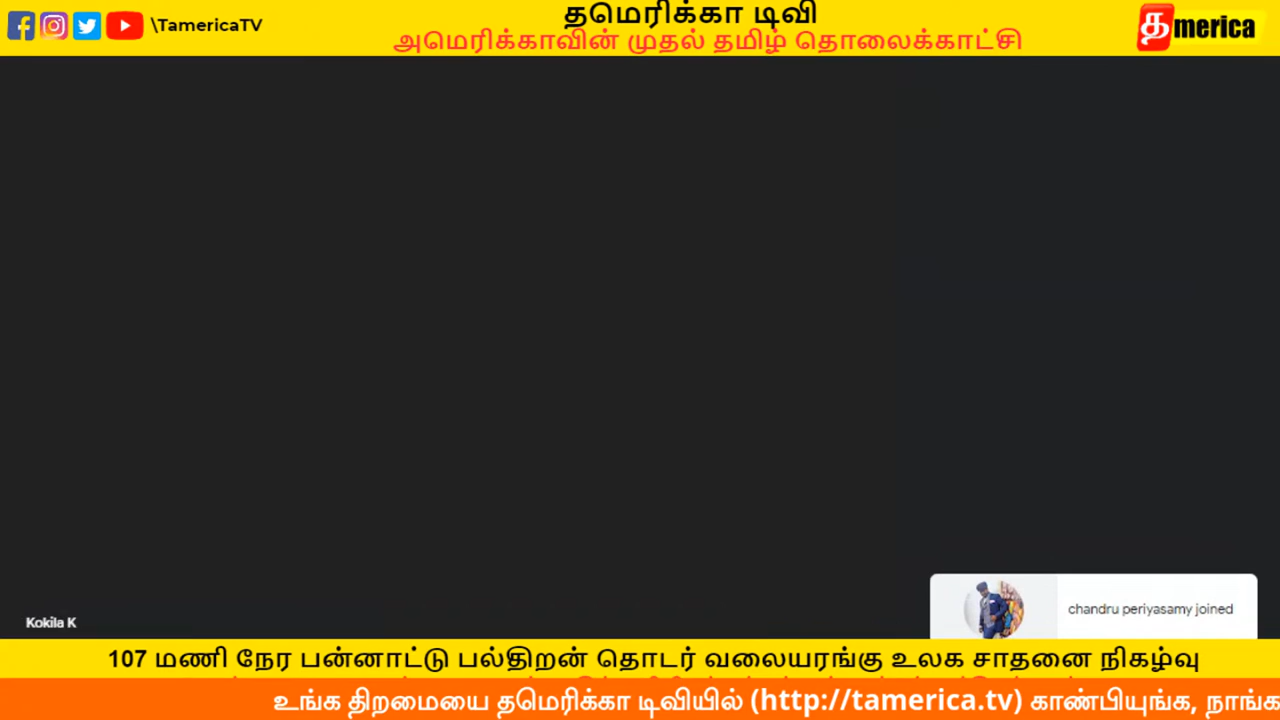 \TamericaTV
தமெரிக்கா டிவி
அமெரிக்காவின் முதல் தமிழ் தொலைக்காட்சி
தmerica
Kokila K
chandru periyasamy joined
107 மணி நேர பன்னாட்டு பல்திறன் தொடர் வலையரங்கு உலக சாதனை நிகழ்வு
உங்க திறமையை தமெரிக்கா டிவியில் (http://tamerica.tv) காண்பியுங்க, நாங்க